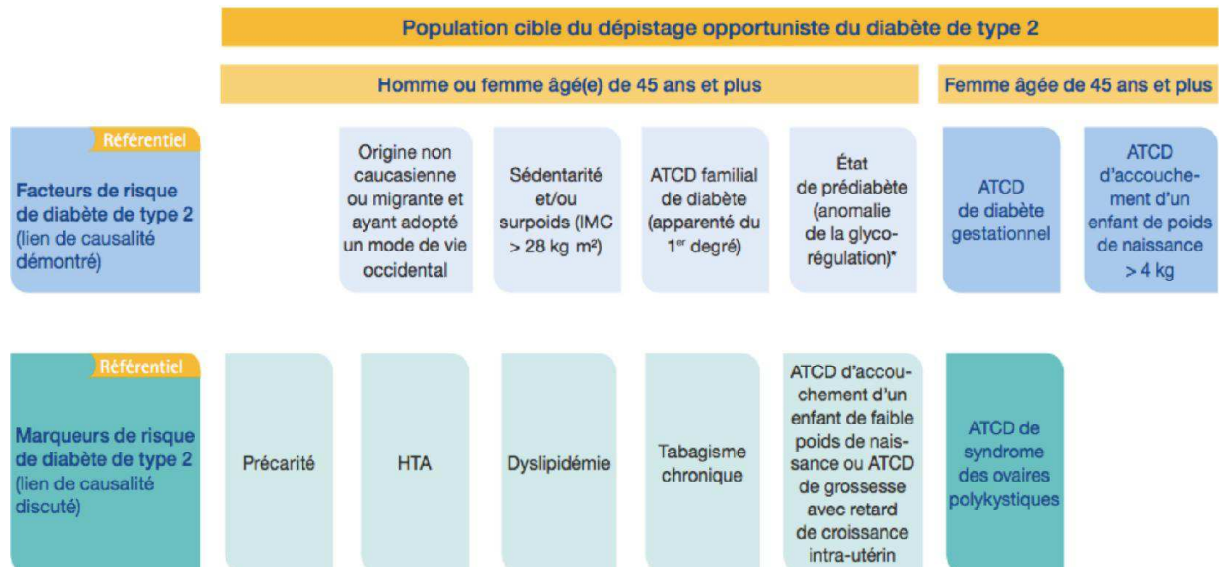 Population cible du dépistage opportuniste du diabète de type 2
Homme ou femme âgé(e) de 45 ans et plus
Femme âgée de 45 ans et plus
Référentiel
Facteurs de risque
de diabète de type 2
(lien de causalité
démontré)
Origine non
caucasienne
ou migrante et
ayant adopté
un mode de vie
occidental
Sédentarité
et/ou
surpoids (IMC
> 28 kg m²)
ATCD familial
de diabète
(apparenté du
1er degré)
État
de prédiabète
(anomalie
de la glyco-
régulation)*
ATCD
de diabète
gestationnel
ATCD
d'accouche-
ment d'un
enfant de poids
de naissance
> 4 kg
Référentiel
Marqueurs de risque
de diabète de type 2
(lien de causalité
discuté)
Précarité
HTA
Dyslipidémie
Tabagisme
chronique
ATCD d'accou-
chement d'un
enfant de faible
poids de nais-
sance ou ATCD
de grossesse
avec retard
de croissance
intra-utérin
ATCD de
syndrome
des ovaires
polykystiques